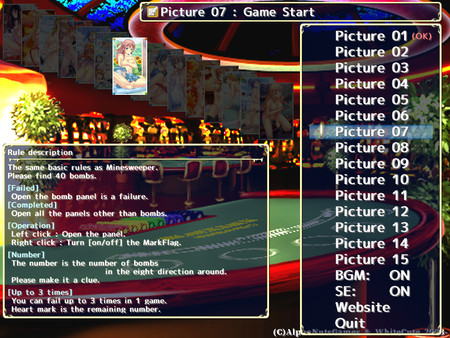 Picture 07 : Game Start
Picture 01 (OK)
Picture 02
Picture 03
Picture 04
Picture 05
Picture 06
Picture 07
Picture 08
Picture 09
Picture 10
Picture 11
Picture 12
Picture 13
Picture 14
Picture 15
BGM: ON
SE: ON
Website
Quit
Rule description
The same basic rules as Minesweeper.
Please find 40 bombs.
[Failed]
Open the bomb panel is a failure.
[Completed]
Open all the panels other than bombs.
[Operation]
Left click : Open the panel.
Right click : Turn [on/off] the MarkFlag.
[Number]
The number is the number of bombs
in the eight direction around.
Please make it a clue.
[Up to 3 times]
You can fail up to 3 times in 1 game.
Heart mark is the remaining number.